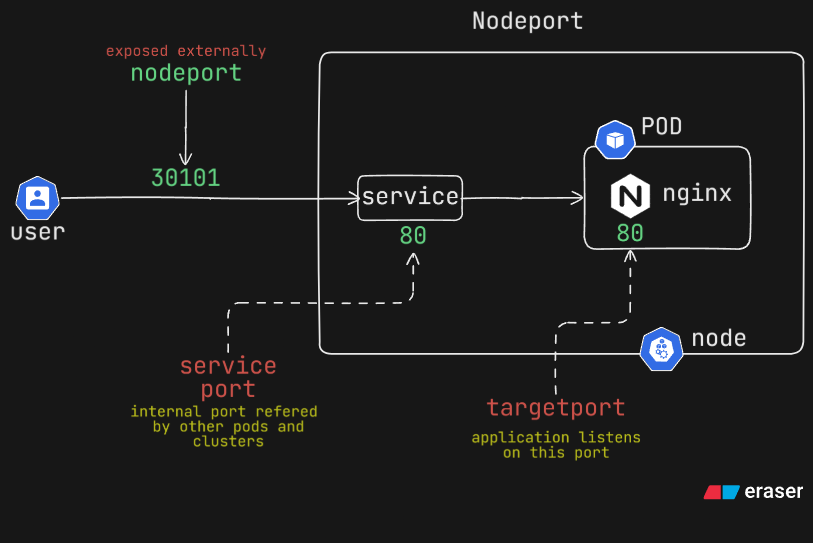 Nodeport
exposed externally
nodeport
30101
user
service
80
POD
nginx
80
node
service
port
internal port refered
by other pods and
clusters
targetport
application listens
on this port
eraser